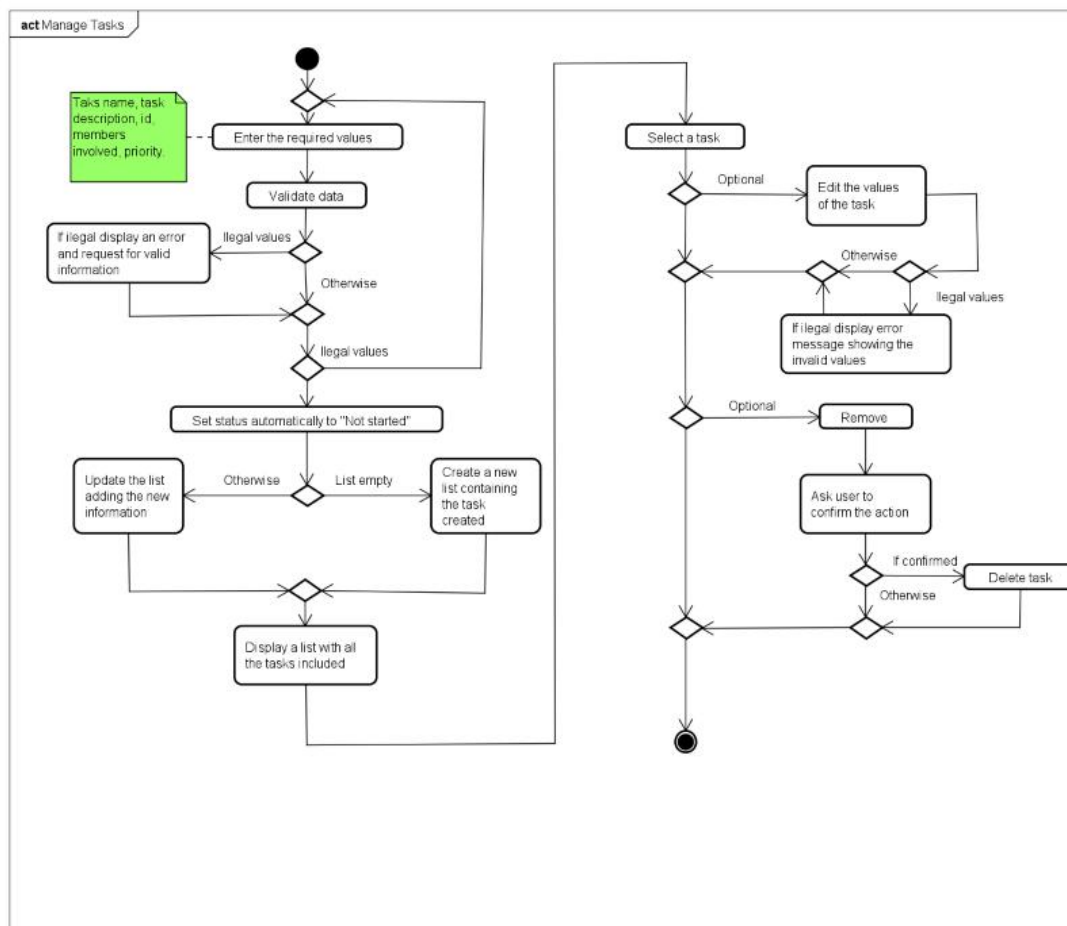 act Manage Tasks
Taks name, task
description, id,
members
involved, priority.
Enter the required values
Validate data
Ilegal values
If ilegal display an error
and request for valid
information
Otherwise
Ilegal values
Set status automatically to "Not started"
Update the list
adding the new
information
Otherwise
List empty
Create a new
list containing
the task
created
Display a list with all
the tasks included
Select a task
Optional
Edit the values
of the task
Otherwise
Ilegal values
If ilegal display error
message showing the
invalid values
Optional
Remove
Ask user to
confirm the action
If confirmed
Delete task
Otherwise